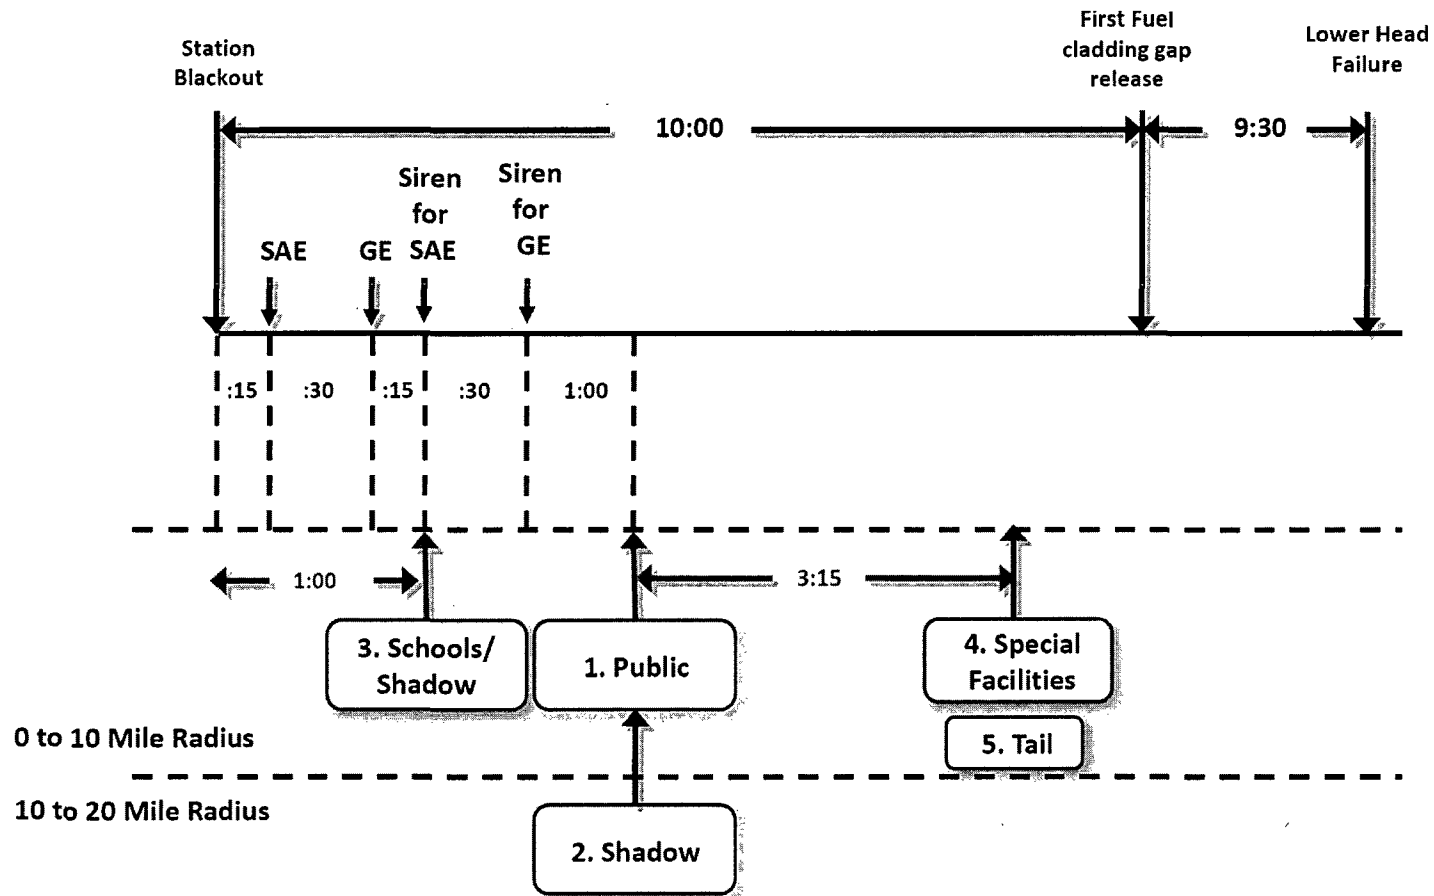 Station
Blackout
First Fuel
cladding gap
release
Lower Head
Failure
10:00
9:30
SAE
GE
Siren
for
SAE
Siren
for
GE
:15
:30
:15
:30
1:00
1:00
3:15
3. Schools/
Shadow
1. Public
4. Special
Facilities
5. Tail
0 to 10 Mile Radius
10 to 20 Mile Radius
2. Shadow